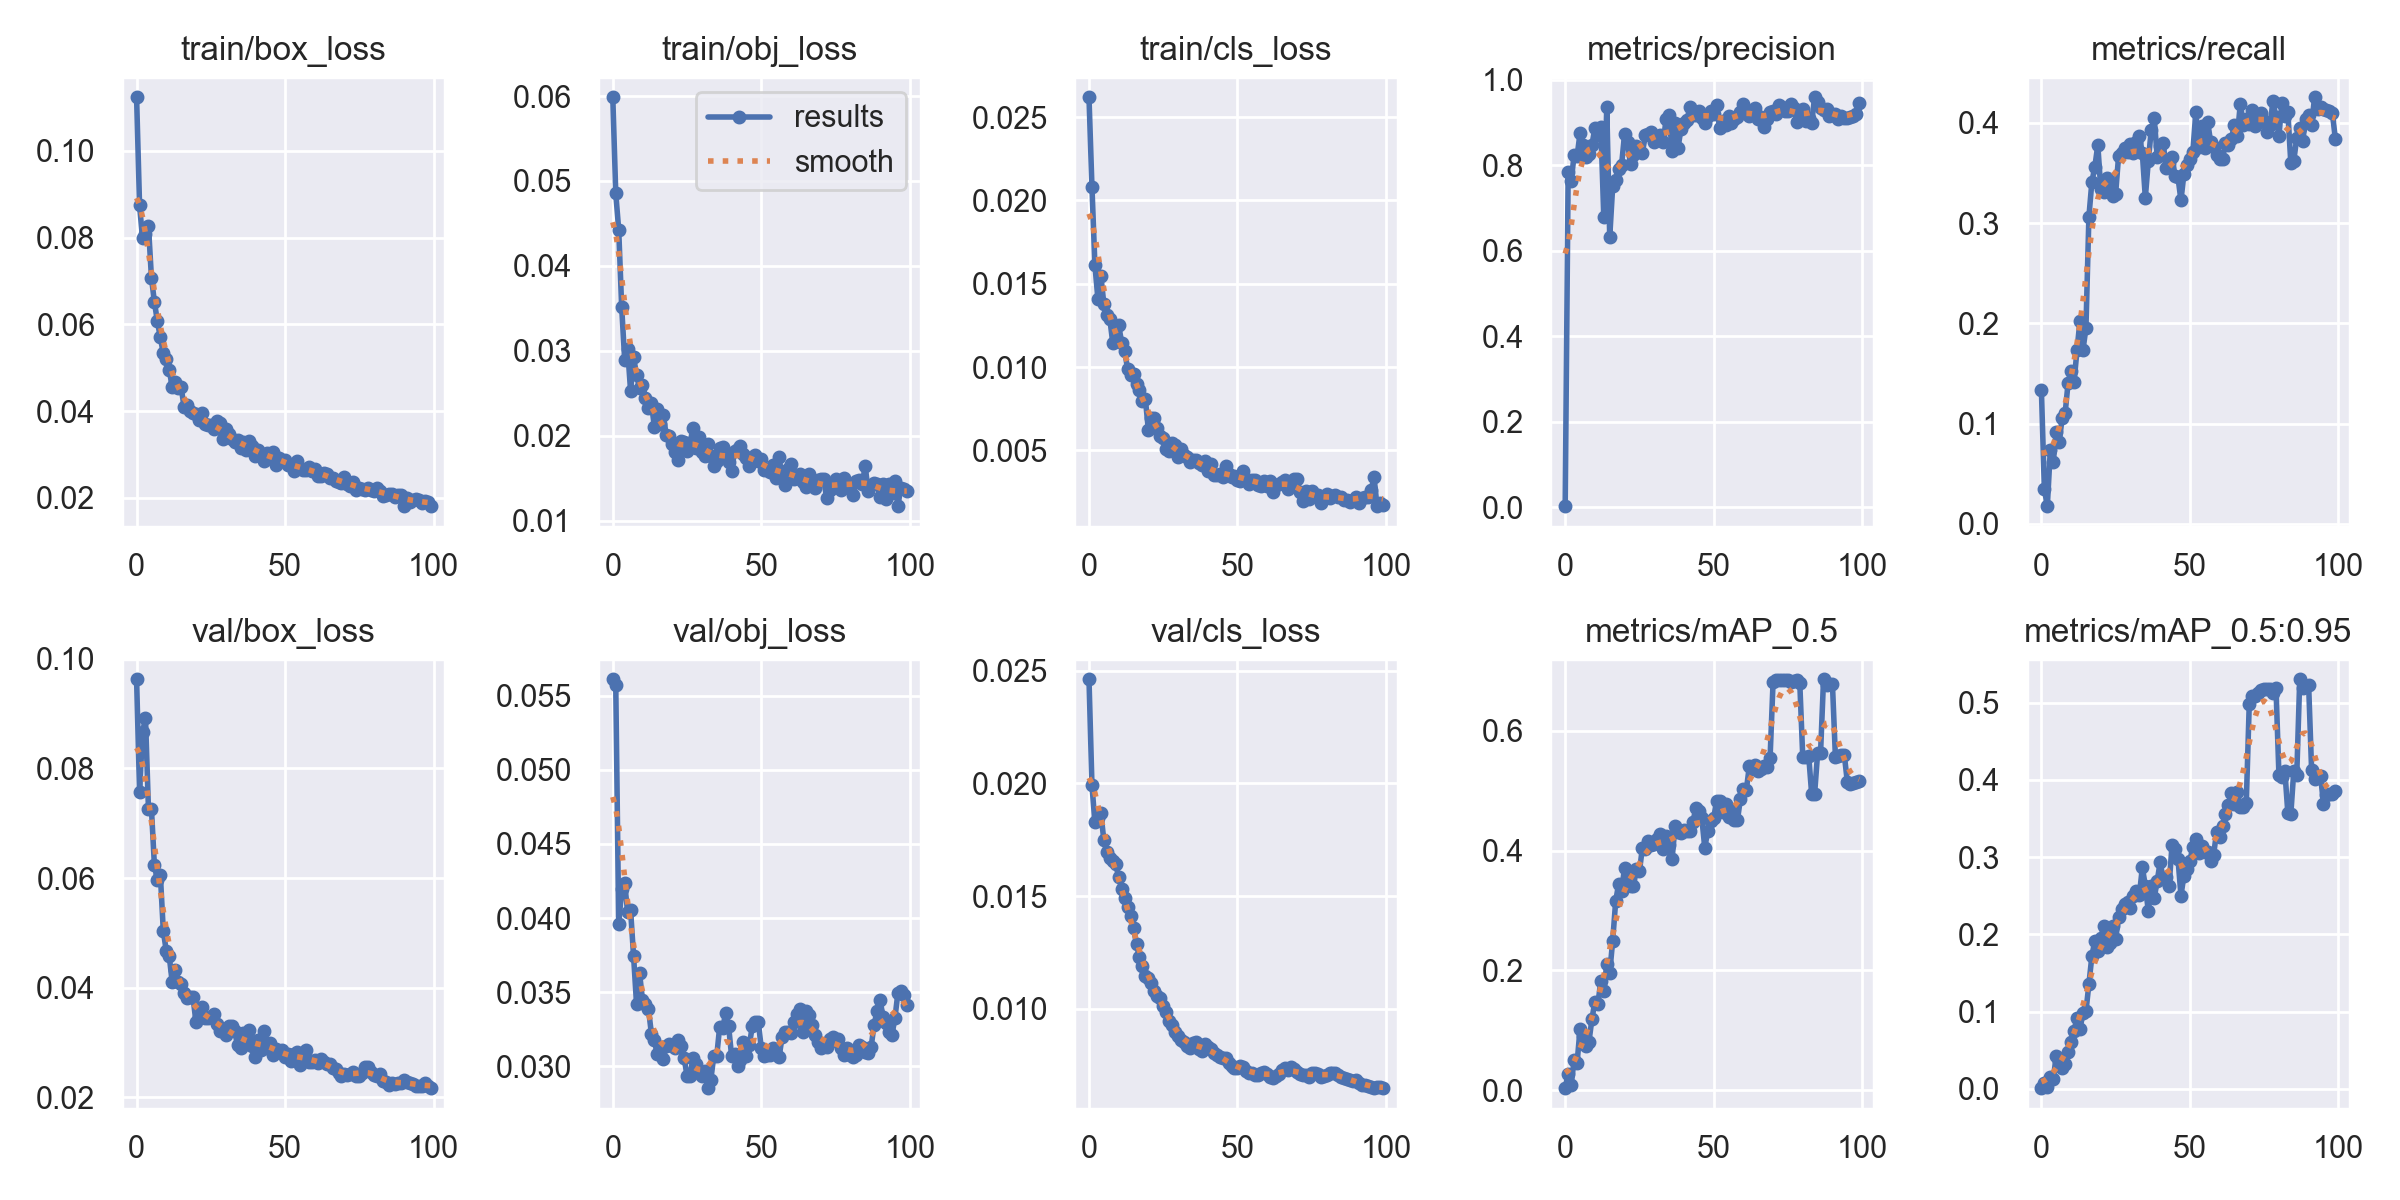 train/box_loss
0.10
0.08
0.06
0.04
0.02
0 50 100
train/obj_loss
results
smooth
0.06
0.05
0.04
0.03
0.02
0.01
0 50 100
train/cls_loss
0.025
0.020
0.015
0.010
0.005
0 50 100
metrics/precision
1.0
0.8
0.6
0.4
0.2
0.0
0 50 100
metrics/recall
0.4
0.3
0.2
0.1
0.0
0 50 100
val/box_loss
0.10
0.08
0.06
0.04
0.02
0 50 100
val/obj_loss
0.055
0.050
0.045
0.040
0.035
0.030
0 50 100
val/cls_loss
0.025
0.020
0.015
0.010
0 50 100
metrics/mAP_0.5
0.6
0.4
0.2
0.0
0 50 100
metrics/mAP_0.5:0.95
0.5
0.4
0.3
0.2
0.1
0.0
0 50 100